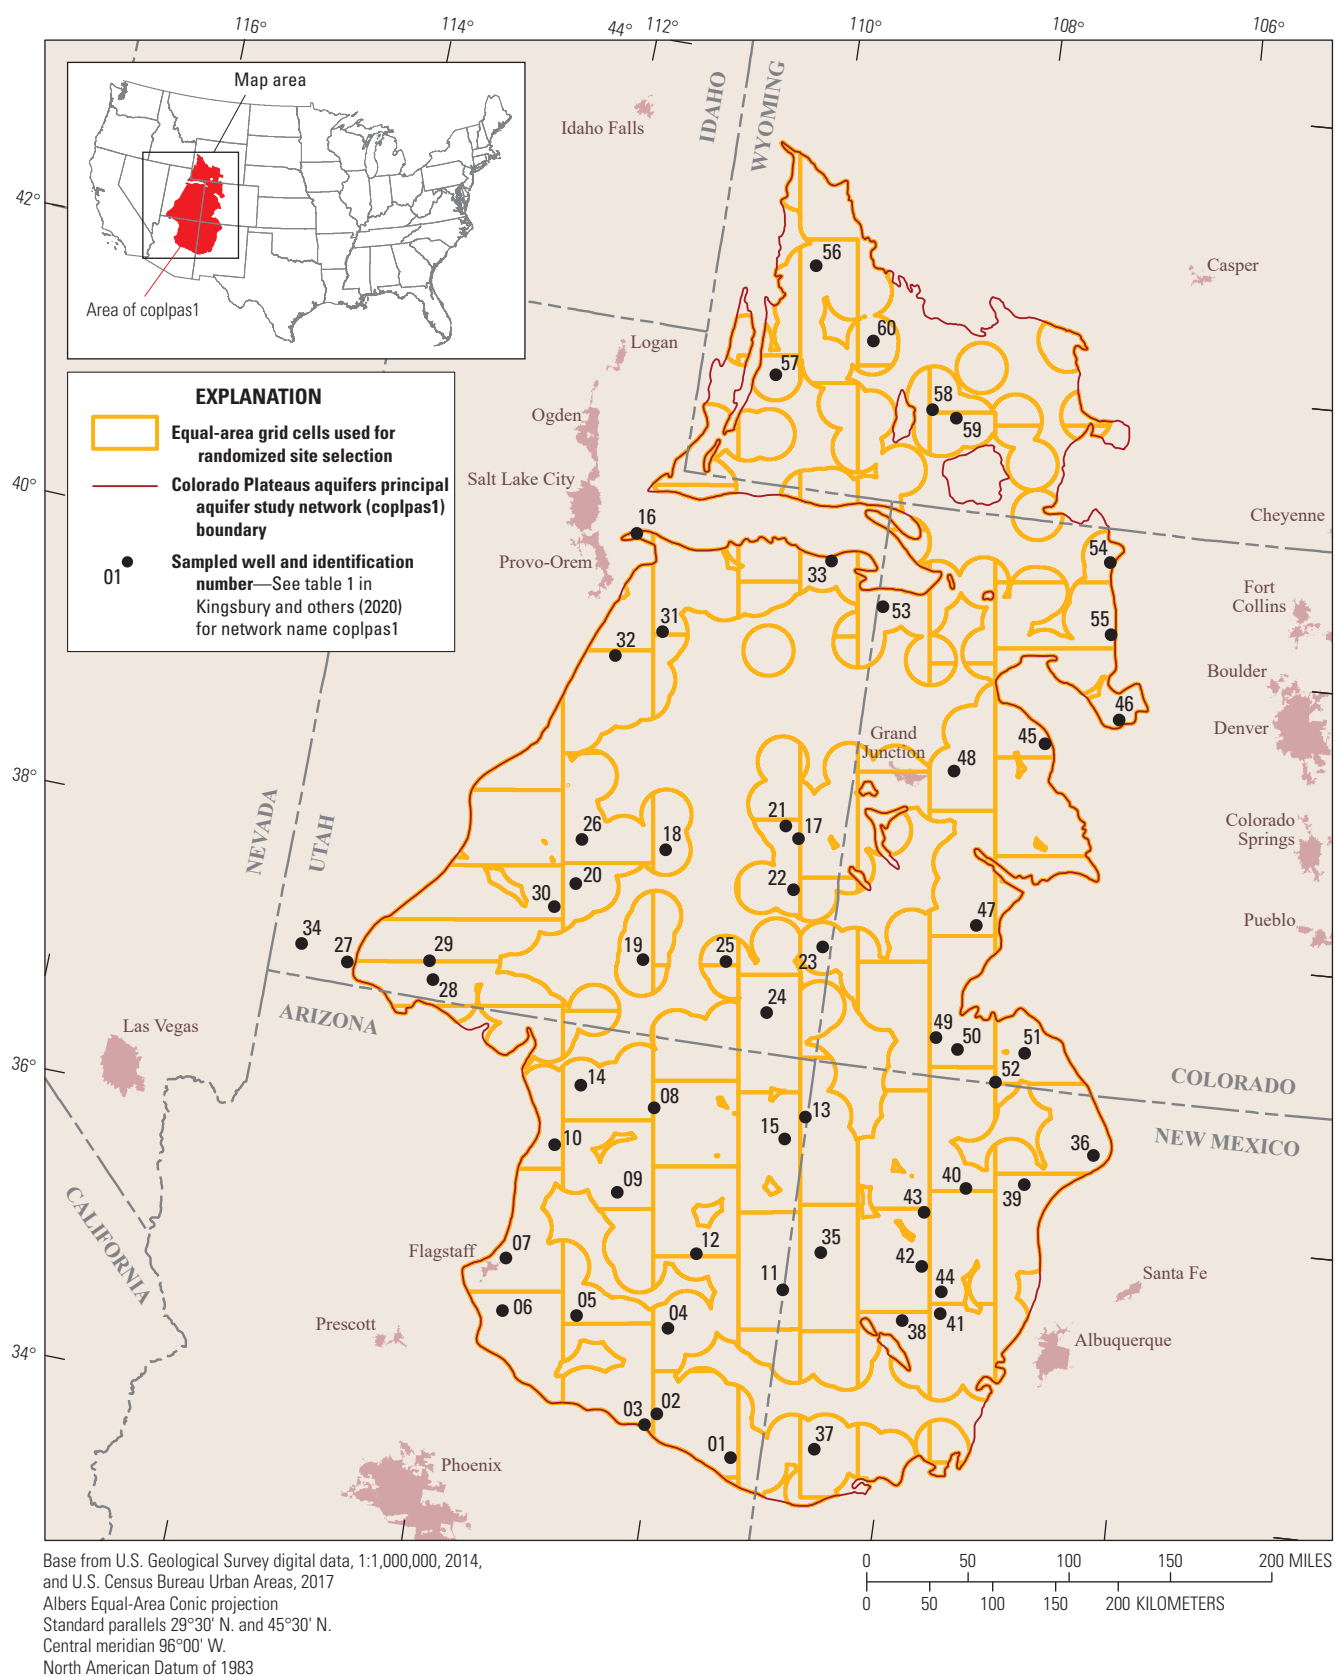 116°
114°
44°
112°
110°
108°
106°
42°
40°
38°
36°
34°
Map area
Area of coplpas1
EXPLANATION
Equal-area grid cells used for
randomized site selection
Colorado Plateaus aquifers principal
aquifer study network (coplpas1)
boundary
01
Sampled well and identification
number—See table 1 in
Kingsbury and others (2020)
for network name coplpas1
IDAHO
WYOMING
NEVADA
UTAH
ARIZONA
CALIFORNIA
COLORADO
NEW MEXICO
Idaho Falls
Casper
Logan
Ogden
Salt Lake City
Provo-Orem
Cheyenne
Fort
Collins
Boulder
Denver
Grand
Junction
Colorado
Springs
Pueblo
Las Vegas
Flagstaff
Prescott
Santa Fe
Albuquerque
Phoenix
56
60
57
58
59
16
33
54
53
55
31
32
46
45
48
26
18
21
17
20
22
30
47
34
27
29
28
19
25
23
24
49
50
51
52
14
08
13
15
10
36
09
40
39
43
07
12
35
42
11
44
06
05
04
38
41
03
02
01
37
Base from U.S. Geological Survey digital data, 1:1,000,000, 2014,
and U.S. Census Bureau Urban Areas, 2017
Albers Equal-Area Conic projection
Standard parallels 29°30' N. and 45°30' N.
Central meridian 96°00' W.
North American Datum of 1983
0 50 100 150 200 MILES
0 50 100 150 200 KILOMETERS